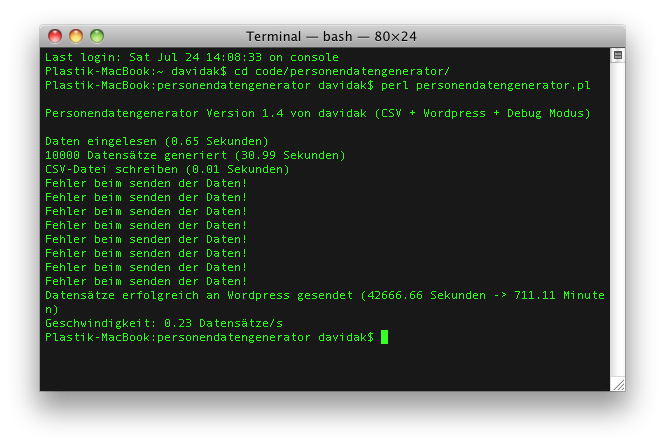 Terminal — bash — 80×24
Last login: Sat Jul 24 14:08:33 on console
Plastik-MacBook:~ davidak$ cd code/personendatengenerator/
Plastik-MacBook:personendatengenerator davidak$ perl personendatengenerator.pl
Personendatengenerator Version 1.4 von davidak (CSV + Wordpress + Debug Modus)
Daten eingelesen (0.65 Sekunden)
10000 Datensätze generiert (30.99 Sekunden)
CSV-Datei schreiben (0.01 Sekunden)
Fehler beim senden der Daten!
Fehler beim senden der Daten!
Fehler beim senden der Daten!
Fehler beim senden der Daten!
Fehler beim senden der Daten!
Fehler beim senden der Daten!
Fehler beim senden der Daten!
Fehler beim senden der Daten!
Datensätze erfolgreich an Wordpress gesendet (42666.66 Sekunden -> 711.11 Minute
n)
Geschwindigkeit: 0.23 Datensätze/s
Plastik-MacBook:personendatengenerator davidak$